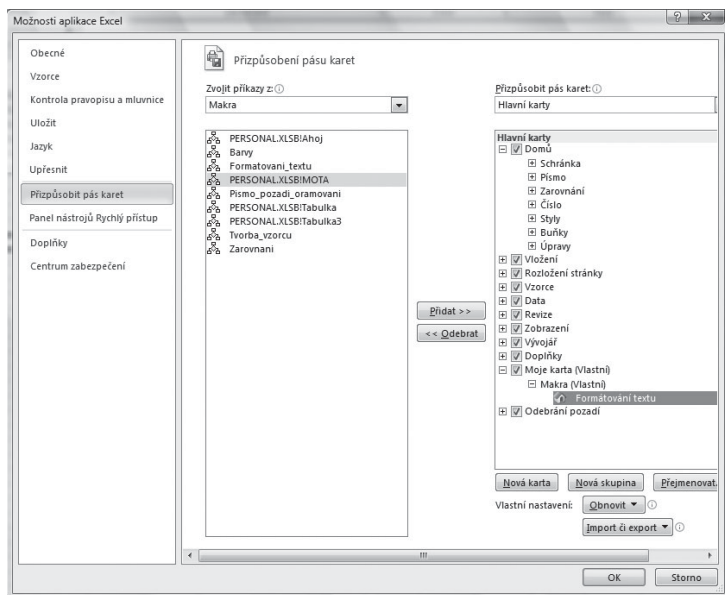 Možnosti aplikace Excel
Obecné
Vzorce
Kontrola pravopisu a mluvnice
Uložit
Jazyk
Upřesnit
Přizpůsobit pás karet
Panel nástrojů Rychlý přístup
Doplňky
Centrum zabezpečení
Přizpůsobení pásu karet
Zvolit příkazy z:
Makra
PERSONAL.XLSB!Ahoj
Barvy
Formatovani_textu
PERSONAL.XLSB!MOTA
Pismo_pozadi_oramovani
PERSONAL.XLSB!Tabulka
PERSONAL.XLSB!Tabulka3
Tvorba_vzorcu
Zarovnani
Přidat >>
<< Odebrat
Přizpůsobit pás karet:
Hlavní karty
Hlavní karty
Domů
Schránka
Písmo
Zarovnání
Číslo
Styly
Buňky
Úpravy
Vložení
Rozložení stránky
Vzorce
Data
Revize
Zobrazení
Vývojář
Doplňky
Moje karta (Vlastní)
Makra (Vlastní)
Formátování textu
Odebrání pozadí
Nová karta Nová skupina Přejmenovat.
Vlastní nastavení: Obnovit
Import či export
OK Storno